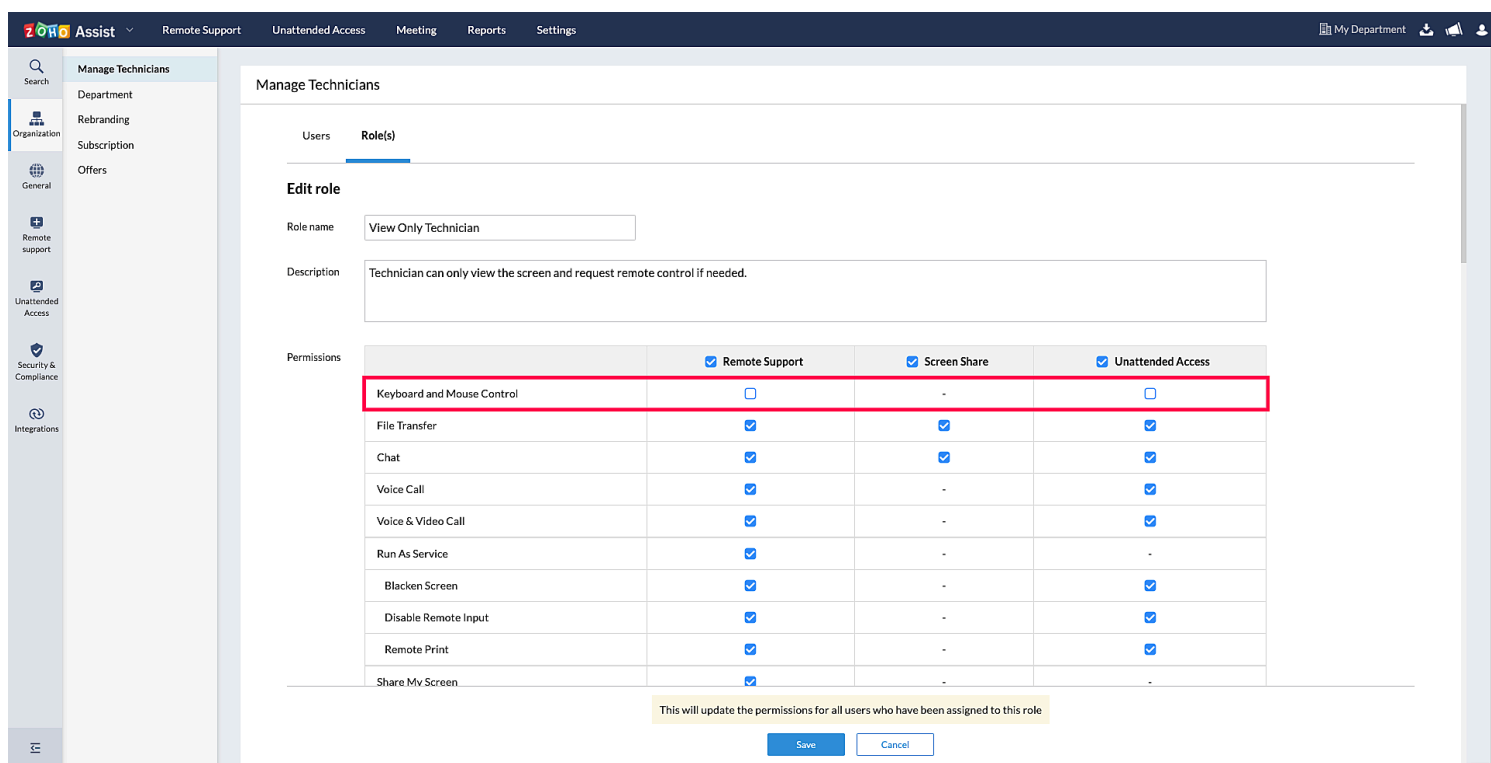 ZOHO Assist Remote Support Unattended Access Meeting Reports Settings My Department
Search
Organization
General
Remote
support
Unattended
Access
Security &
Compliance
Integrations
Manage Technicians
Department
Rebranding
Subscription
Offers
Manage Technicians
Users Role(s)
Edit role
Role name View Only Technician
Description Technician can only view the screen and request remote control if needed.
Permissions Remote Support Screen Share Unattended Access
Keyboard and Mouse Control -
File Transfer
Chat
Voice Call -
Voice & Video Call -
Run As Service - -
Blacken Screen -
Disable Remote Input -
Remote Print -
Share My Screen - -
This will update the permissions for all users who have been assigned to this role
Save Cancel